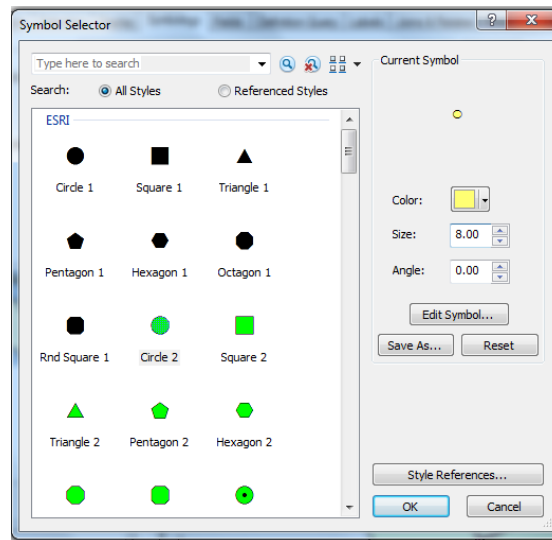 Symbol Selector
Type here to search
Search:
All Styles
Referenced Styles
ESRI
Circle 1
Square 1
Triangle 1
Pentagon 1
Hexagon 1
Octagon 1
Rnd Square 1
Circle 2
Square 2
Triangle 2
Pentagon 2
Hexagon 2
Current Symbol
Color:
Size:
8.00
Angle:
0.00
Edit Symbol...
Save As...
Reset
Style References...
OK
Cancel